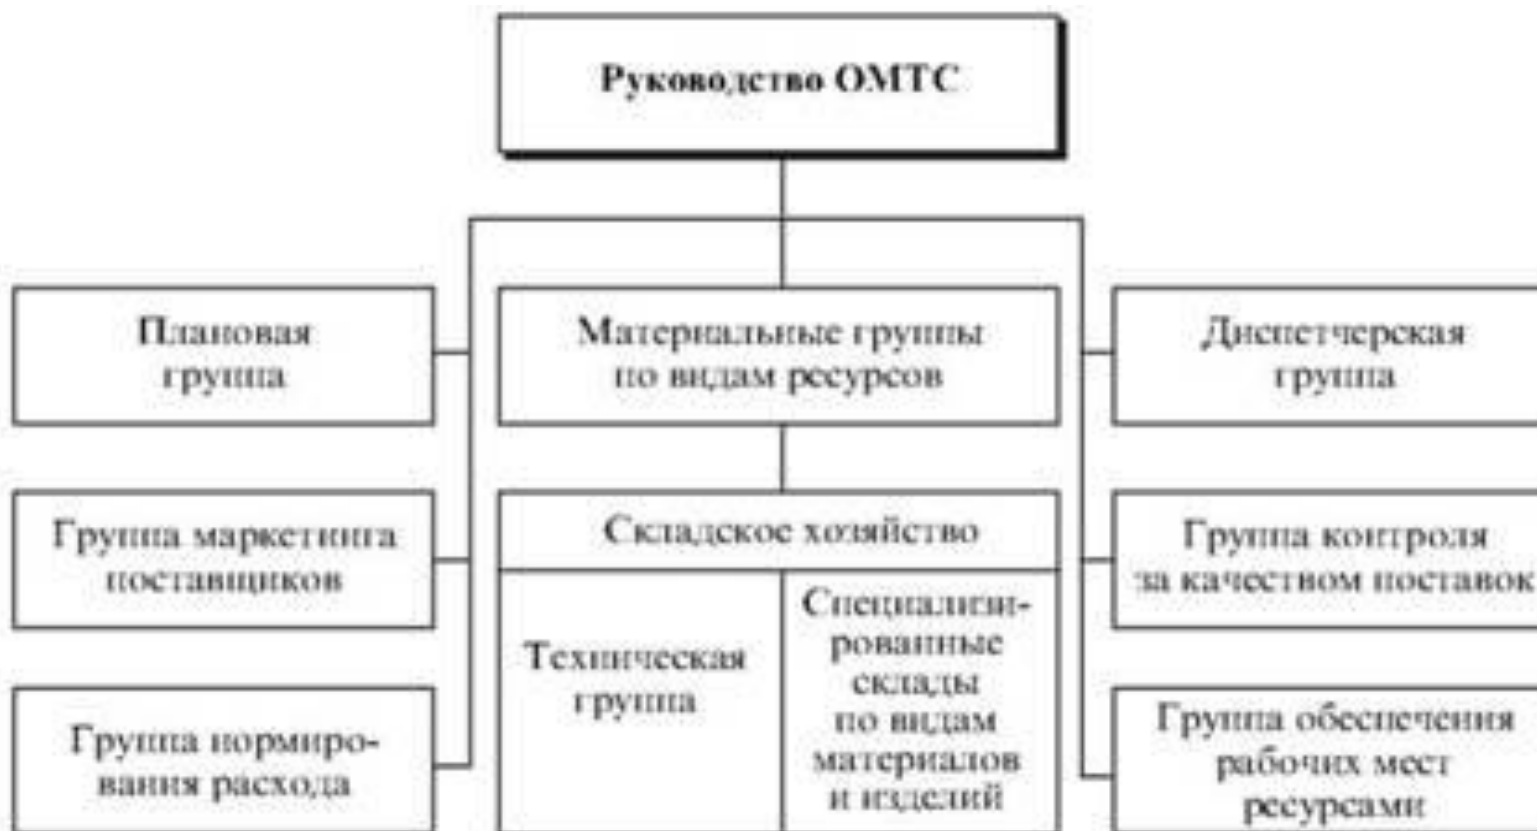 Руководство ОМТС
Плановая
группа
Материальные группы
по видам ресурсов
Диспетчерская
группа
Группа маркетинга
поставщиков
Складское хозяйство
Группа контроля
за качеством поставок
Техническая
группа
Специализи-
рованные
склады
по видам
материалов
и изделий
Группа нормиро-
вания расхода
Группа обеспечения
рабочих мест
ресурсами